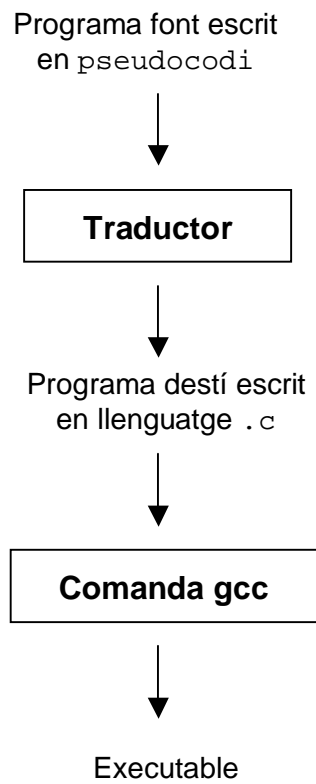 Programa font escrit
en pseudocodi
Traductor
Programa destí escrit
en llenguatge .c
Comanda gcc
Executable